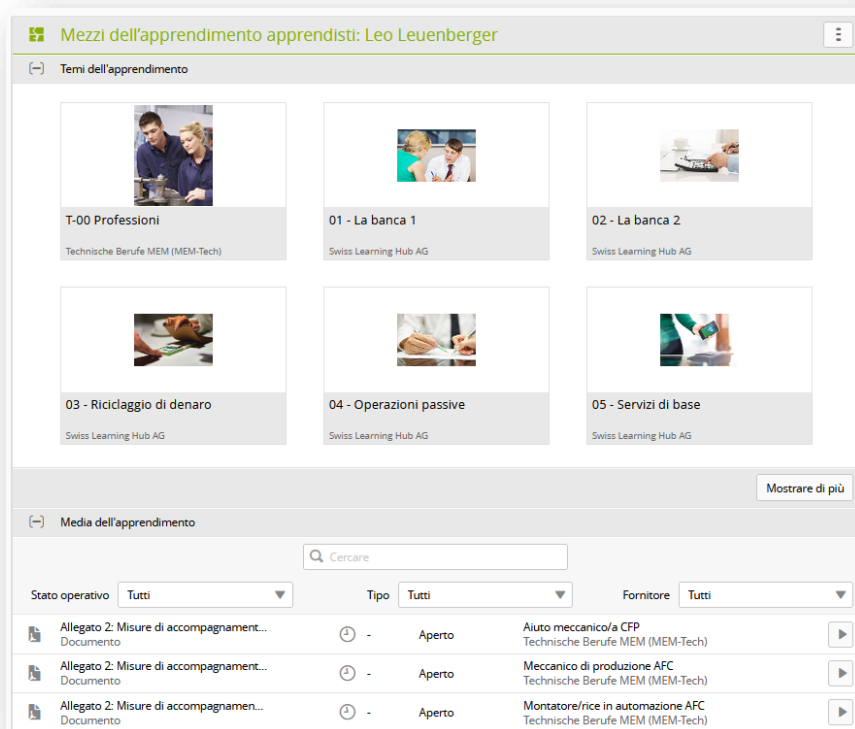 Mezzi dell'apprendimento apprendisti: Leo Leuenberger
Temi dell'apprendimento
T-00 Professioni
Technische Berufe MEM (MEM-Tech)
01 - La banca 1
Swiss Learning Hub AG
02 - La banca 2
Swiss Learning Hub AG
03 - Riciclaggio di denaro
Swiss Learning Hub AG
04 - Operazioni passive
Swiss Learning Hub AG
05 - Servizi di base
Swiss Learning Hub AG
Mostrare di più
Media dell'apprendimento
Cercare
Stato operativo Tutti Tipo Tutti Fornitore Tutti
Allegato 2: Misure di accompagnament... - Aperto Aiuto meccanico/a CFP
Documento Technische Berufe MEM (MEM-Tech)
Allegato 2: Misure di accompagnament... - Aperto Meccanico di produzione AFC
Documento Technische Berufe MEM (MEM-Tech)
Allegato 2: Misure di accompagnamen... - Aperto Montatore/rice in automazione AFC
Documento Technische Berufe MEM (MEM-Tech)